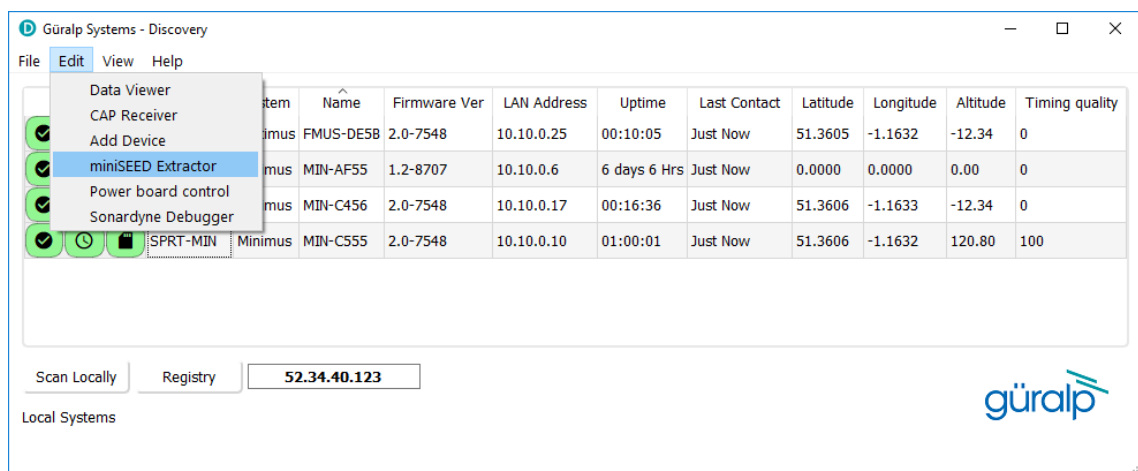 Güralp Systems - Discovery
File Edit View Help
Data Viewer
CAP Receiver
Add Device
miniSEED Extractor
Power board control
Sonardyne Debugger
Name Firmware Ver LAN Address Uptime Last Contact Latitude Longitude Altitude Timing quality
FMUS-DE5B 2.0-7548 10.10.0.25 00:10:05 Just Now 51.3605 -1.1632 -12.34 0
MIN-AF55 1.2-8707 10.10.0.6 6 days 6 Hrs Just Now 0.0000 0.0000 0.00 0
MIN-C456 2.0-7548 10.10.0.17 00:16:36 Just Now 51.3606 -1.1633 -12.34 0
SPRT-MIN Minimus MIN-C555 2.0-7548 10.10.0.10 01:00:01 Just Now 51.3606 -1.1632 120.80 100
Scan Locally Registry 52.34.40.123
güralp
Local Systems